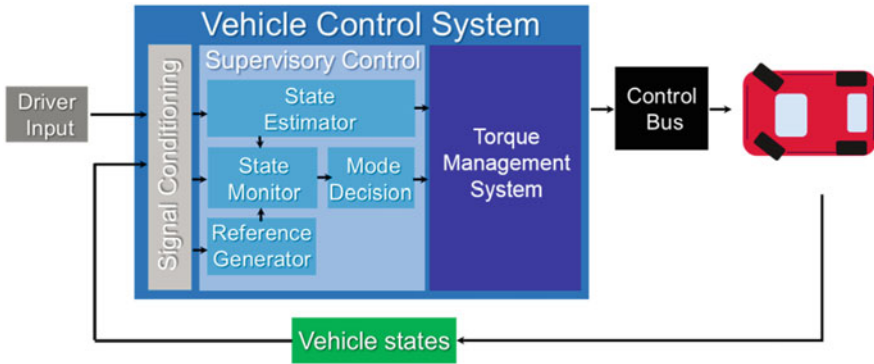 Vehicle Control System
Supervisory Control
Driver
Input
Signal Conditioning
State
Estimator
State
Monitor
Mode
Decision
Reference
Generator
Torque
Management
System
Control
Bus
Vehicle states